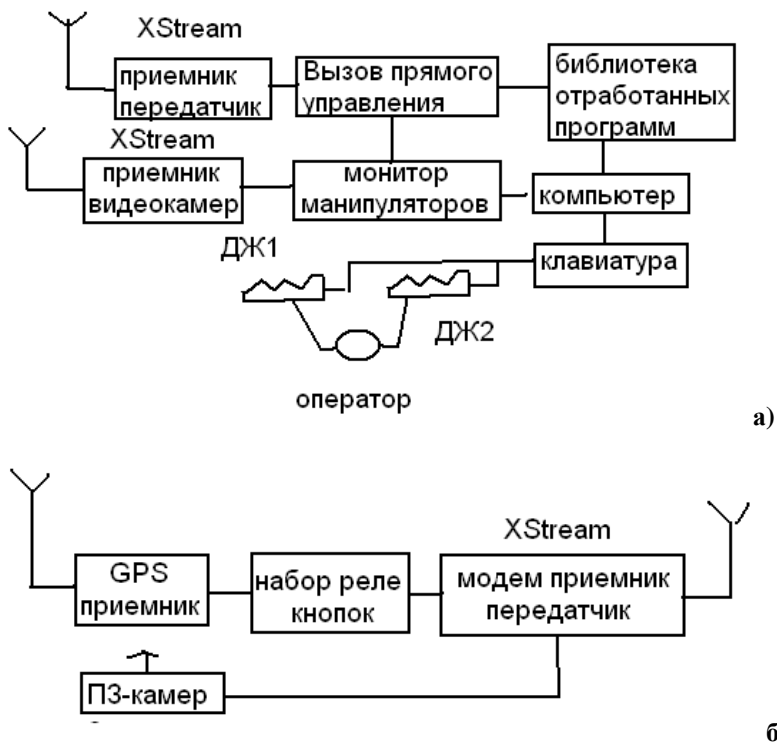 XStream
приемник
передатчик
Вызов прямого
управления
библиотека
отработанных
программ
XStream
приемник
видеокамер
монитор
манипуляторов
компьютер
клавиатура
ДЖ1
ДЖ2
оператор
а)
XStream
GPS
приемник
набор реле
кнопок
модем приемник
передатчик
ПЗ-камер
б